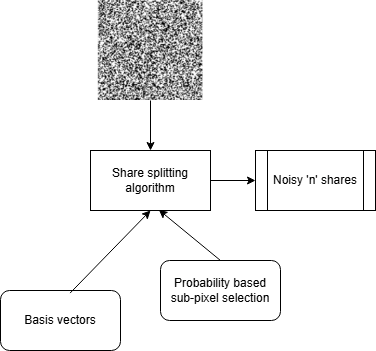 Share splitting
algorithm
Noisy 'n' shares
Probability based
sub-pixel selection
Basis vectors